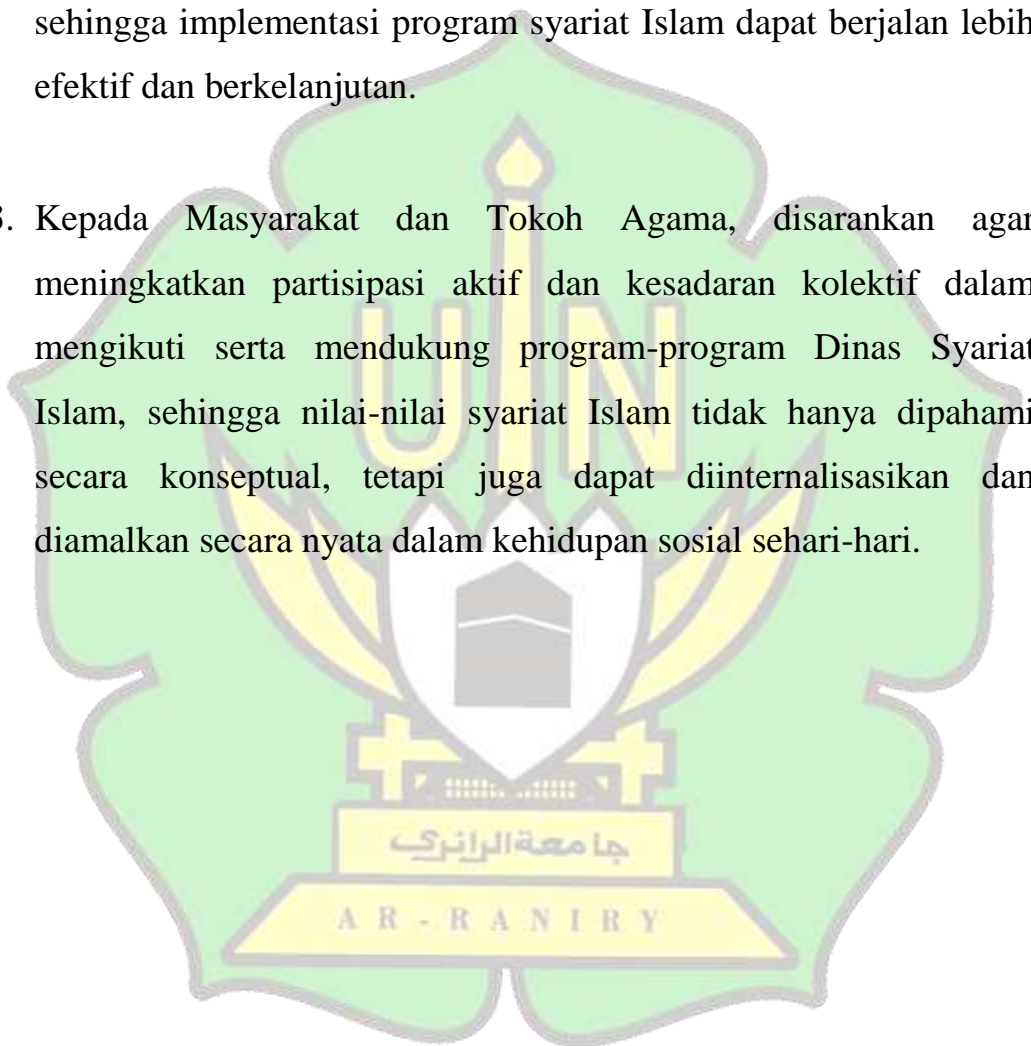 sehingga implementasi program syariat Islam dapat berjalan lebih
efektif dan berkelanjutan.
3. Kepada Masyarakat dan Tokoh Agama, disarankan agar
meningkatkan partisipasi aktif dan kesadaran kolektif dalam
mengikuti serta mendukung program-program Dinas Syariat
Islam, sehingga nilai-nilai syariat Islam tidak hanya dipahami
secara konseptual, tetapi juga dapat diinternalisasikan dan
diamalkan secara nyata dalam kehidupan sosial sehari-hari.
UIN
جامعةالرانرک
AR-RANIRY